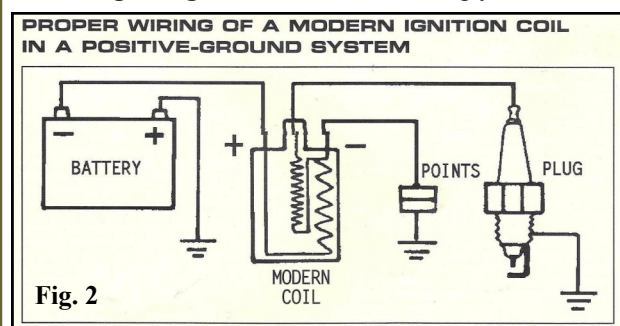 PROPER WIRING OF A MODERN IGNITION COIL
IN A POSITIVE-GROUND SYSTEM
- +
BATTERY
+ -
POINTS PLUG
MODERN
COIL
Fig. 2